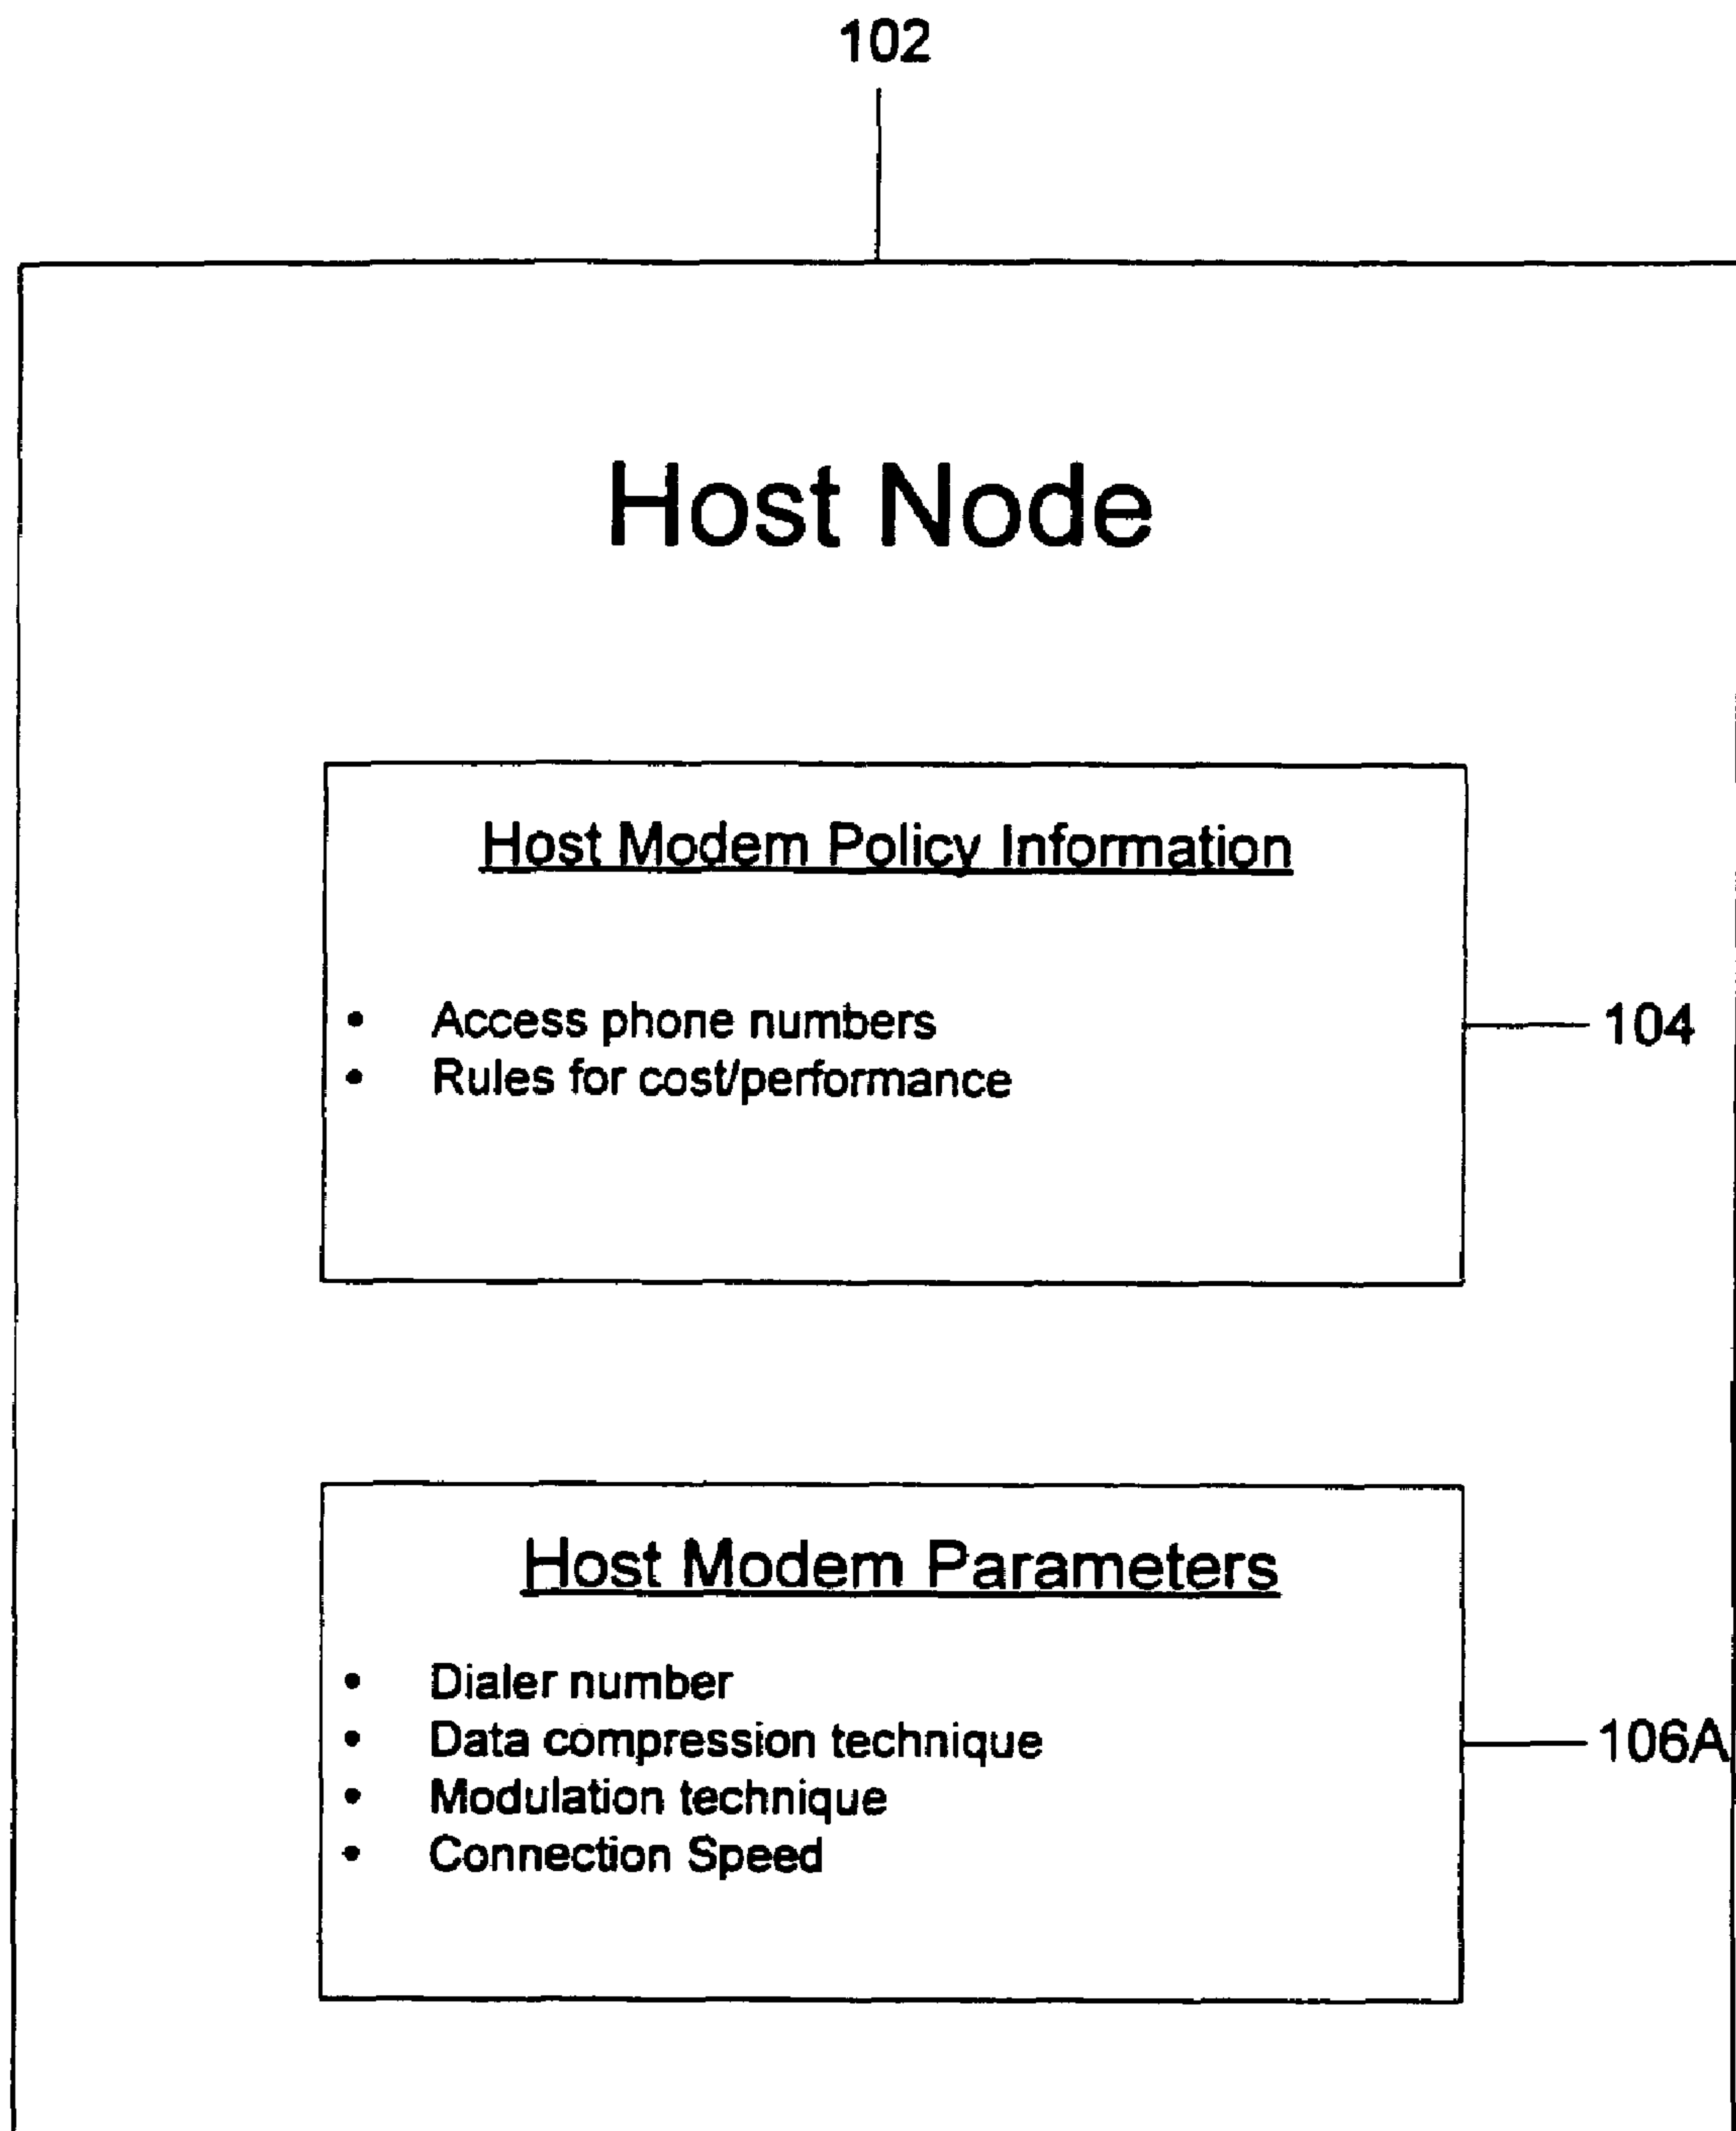 102
Host Node
Host Modem Policy Information
• Access phone numbers
• Rules for cost/performance
104
Host Modem Parameters
• Dialer number
• Data compression technique
• Modulation technique
• Connection Speed
106A